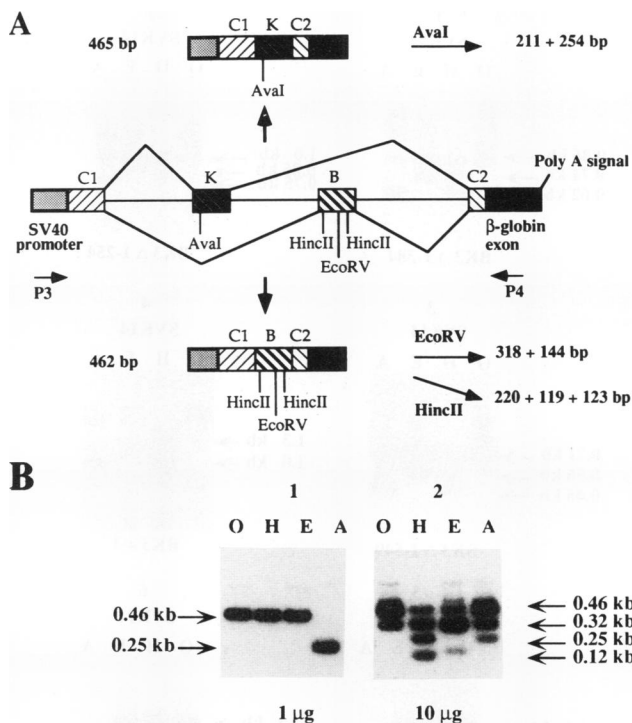 A
465 bp
C1 K C2
AvaI
211 + 254 bp
AvaI
C1 K B C2
Poly A signal
SV40 promoter
AvaI
HincII HincII
EcoRV
β-globin exon
P3
P4
462 bp
C1 B C2
HincII HincII
EcoRV
EcoRV
318 + 144 bp
HincII
220 + 119 + 123 bp
B
1 2
O H E A
O H E A
0.46 kb
0.25 kb
0.46 kb
0.32 kb
0.25 kb
0.12 kb
1 μg
10 μg